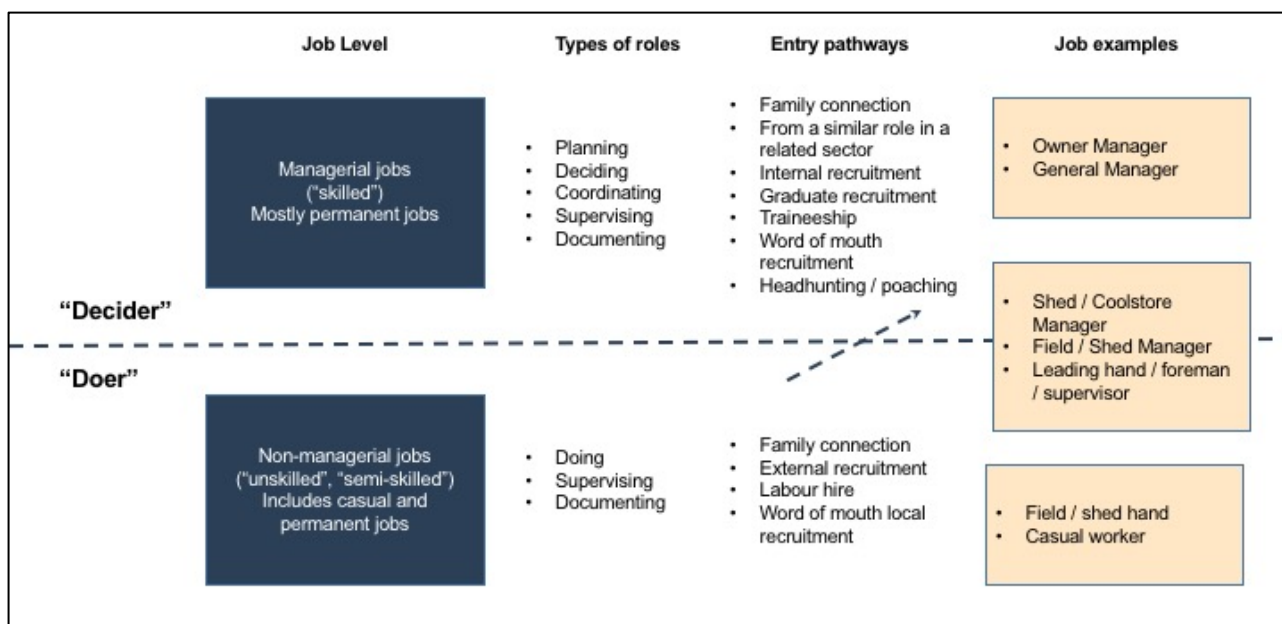 Job Level
Types of roles
Entry pathways
Job examples
Managerial jobs
(“skilled”)
Mostly permanent jobs
• Planning
• Deciding
• Coordinating
• Supervising
• Documenting
• Family connection
• From a similar role in a
related sector
• Internal recruitment
• Graduate recruitment
• Traineeship
• Word of mouth
recruitment
• Headhunting / poaching
• Owner Manager
• General Manager
“Decider”
• Shed / Coolstore
Manager
• Field / Shed Manager
• Leading hand / foreman
/ supervisor
“Doer”
Non-managerial jobs
(“unskilled”, “semi-skilled”)
Includes casual and
permanent jobs
• Doing
• Supervising
• Documenting
• Family connection
• External recruitment
• Labour hire
• Word of mouth local
recruitment
• Field / shed hand
• Casual worker